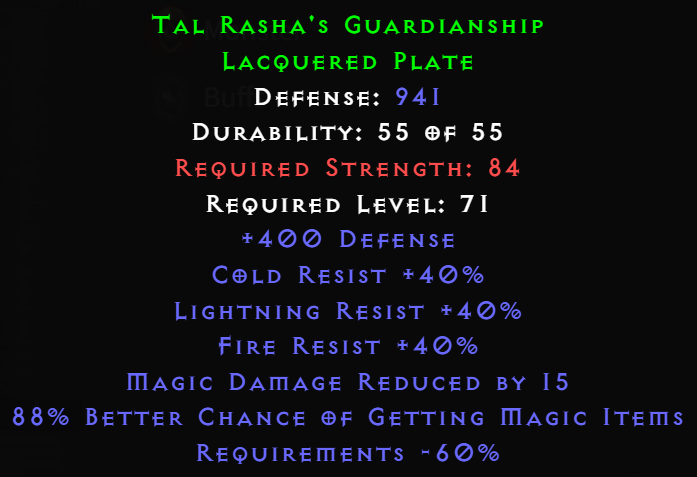 Tal Rasha's Guardianship
Lacquered Plate
Defense: 941
Durability: 55 of 55
Required Strength: 84
Required Level: 71
+400 Defense
Cold Resist +40%
Lightning Resist +40%
Fire Resist +40%
Magic Damage Reduced by 15
88% Better Chance of Getting Magic Items
Requirements -60%